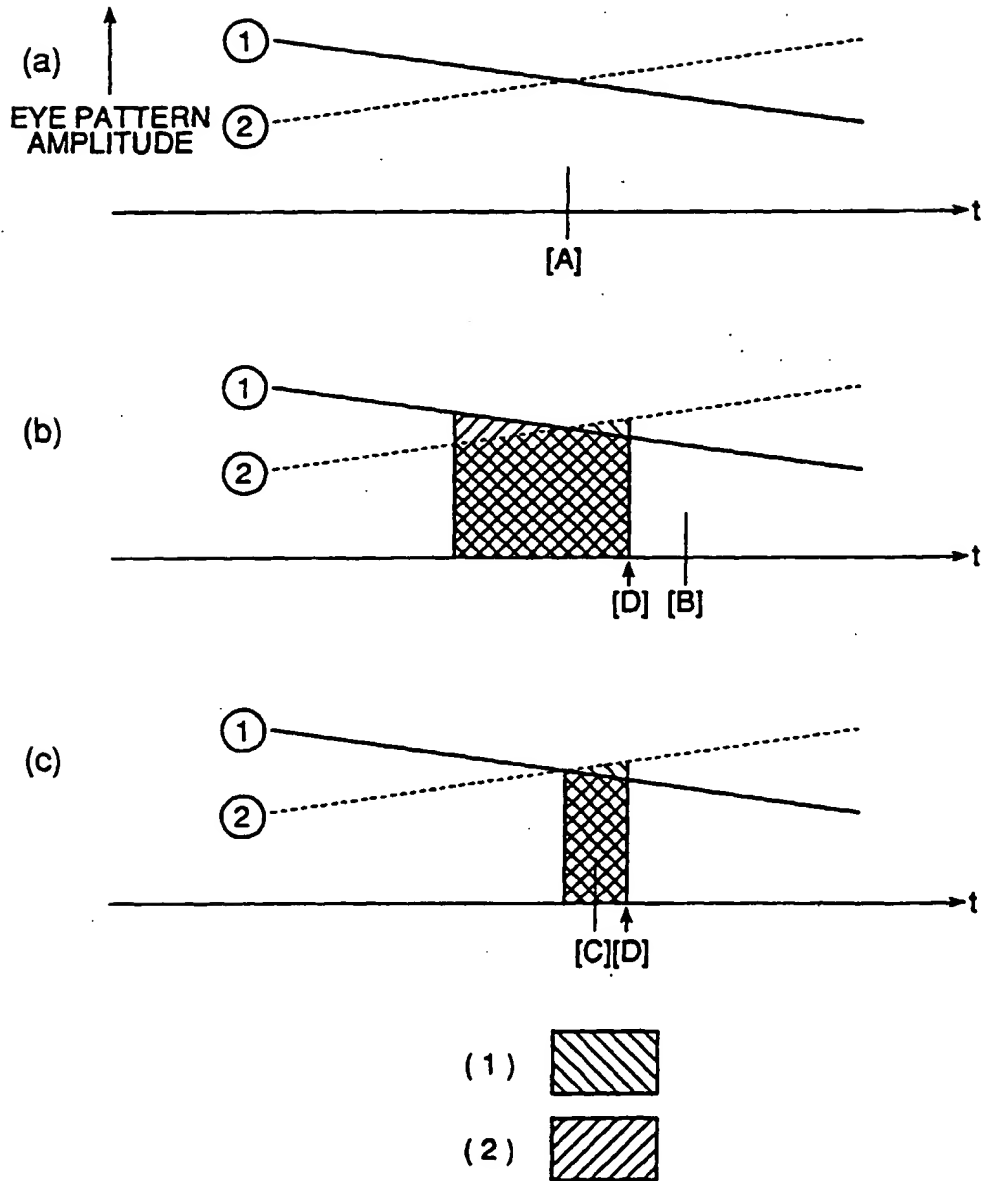 (a)
EYE PATTERN
AMPLITUDE
①
②
t
[A]
(b)
①
②
t
[D] [B]
(c)
①
②
t
[C][D]
(1)
(2)